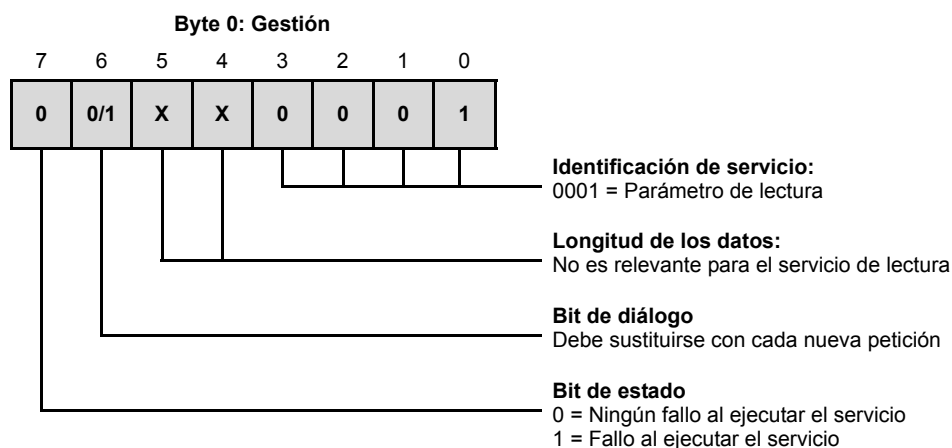 Byte 0: Gestión
7 6 5 4 3 2 1 0
0 0/1 X X 0 0 0 1
Identificación de servicio:
0001 = Parámetro de lectura
Longitud de los datos:
No es relevante para el servicio de lectura
Bit de diálogo
Debe sustituirse con cada nueva petición
Bit de estado
0 = Ningún fallo al ejecutar el servicio
1 = Fallo al ejecutar el servicio